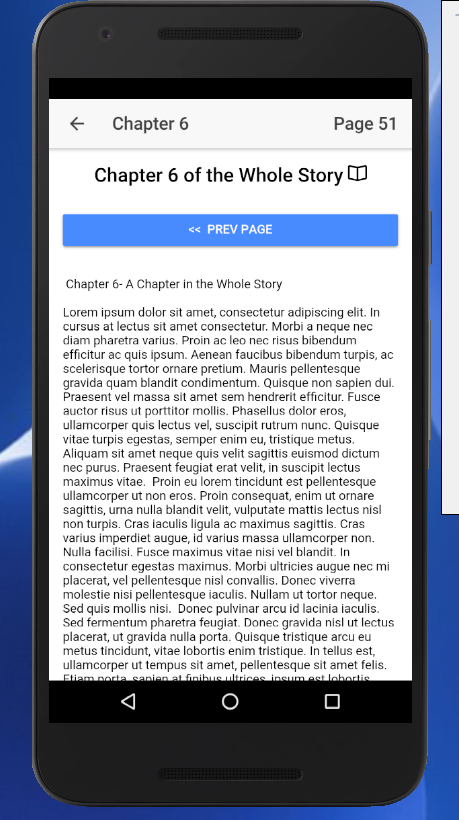 Chapter 6
Page 51
Chapter 6 of the Whole Story
<< PREV PAGE
Chapter 6- A Chapter in the Whole Story
Lorem ipsum dolor sit amet, consectetur adipiscing elit. In
cursus at lectus sit amet consectetur. Morbi a neque nec
diam pharetra varius. Proin ac leo nec risus bibendum
efficitur ac quis ipsum. Aenean faucibus bibendum turpis, ac
scelerisque tortor ornare pretium. Mauris pellentesque
gravida quam blandit condimentum. Quisque non sapien dui.
Praesent vel massa sit amet sem hendrerit efficitur. Fusce
auctor risus ut porttitor mollis. Phasellus dolor eros,
ullamcorper quis lectus vel, suscipit rutrum nunc. Quisque
vitae turpis egestas, semper enim eu, tristique metus.
Aliquam sit amet neque quis velit sagittis euismod dictum
nec purus. Praesent feugiat erat velit, in suscipit lectus
maximus vitae.  Proin eu lorem tincidunt est pellentesque
ullamcorper ut non eros. Proin consequat, enim ut ornare
sagittis, urna nulla blandit velit, vulputate mattis lectus nisl
non turpis. Cras iaculis ligula ac maximus sagittis. Cras
varius imperdiet augue, id varius massa ullamcorper non.
Nulla facilisi. Fusce maximus vitae nisi vel blandit. In
consectetur egestas maximus. Morbi ultricies augue nec mi
placerat, vel pellentesque nisl convallis. Donec viverra
molestie nisi pellentesque iaculis. Nullam ut tortor neque.
Sed quis mollis nisi.  Donec pulvinar arcu id lacinia iaculis.
Sed fermentum pharetra feugiat. Donec gravida nisl ut lectus
placerat, ut gravida nulla porta. Quisque tristique arcu eu
metus tincidunt, vitae lobortis enim tristique. In tellus est,
ullamcorper ut tempus sit amet, pellentesque sit amet felis.
Etiam porta, sapien at finibus ultrices, ipsum est lobortis